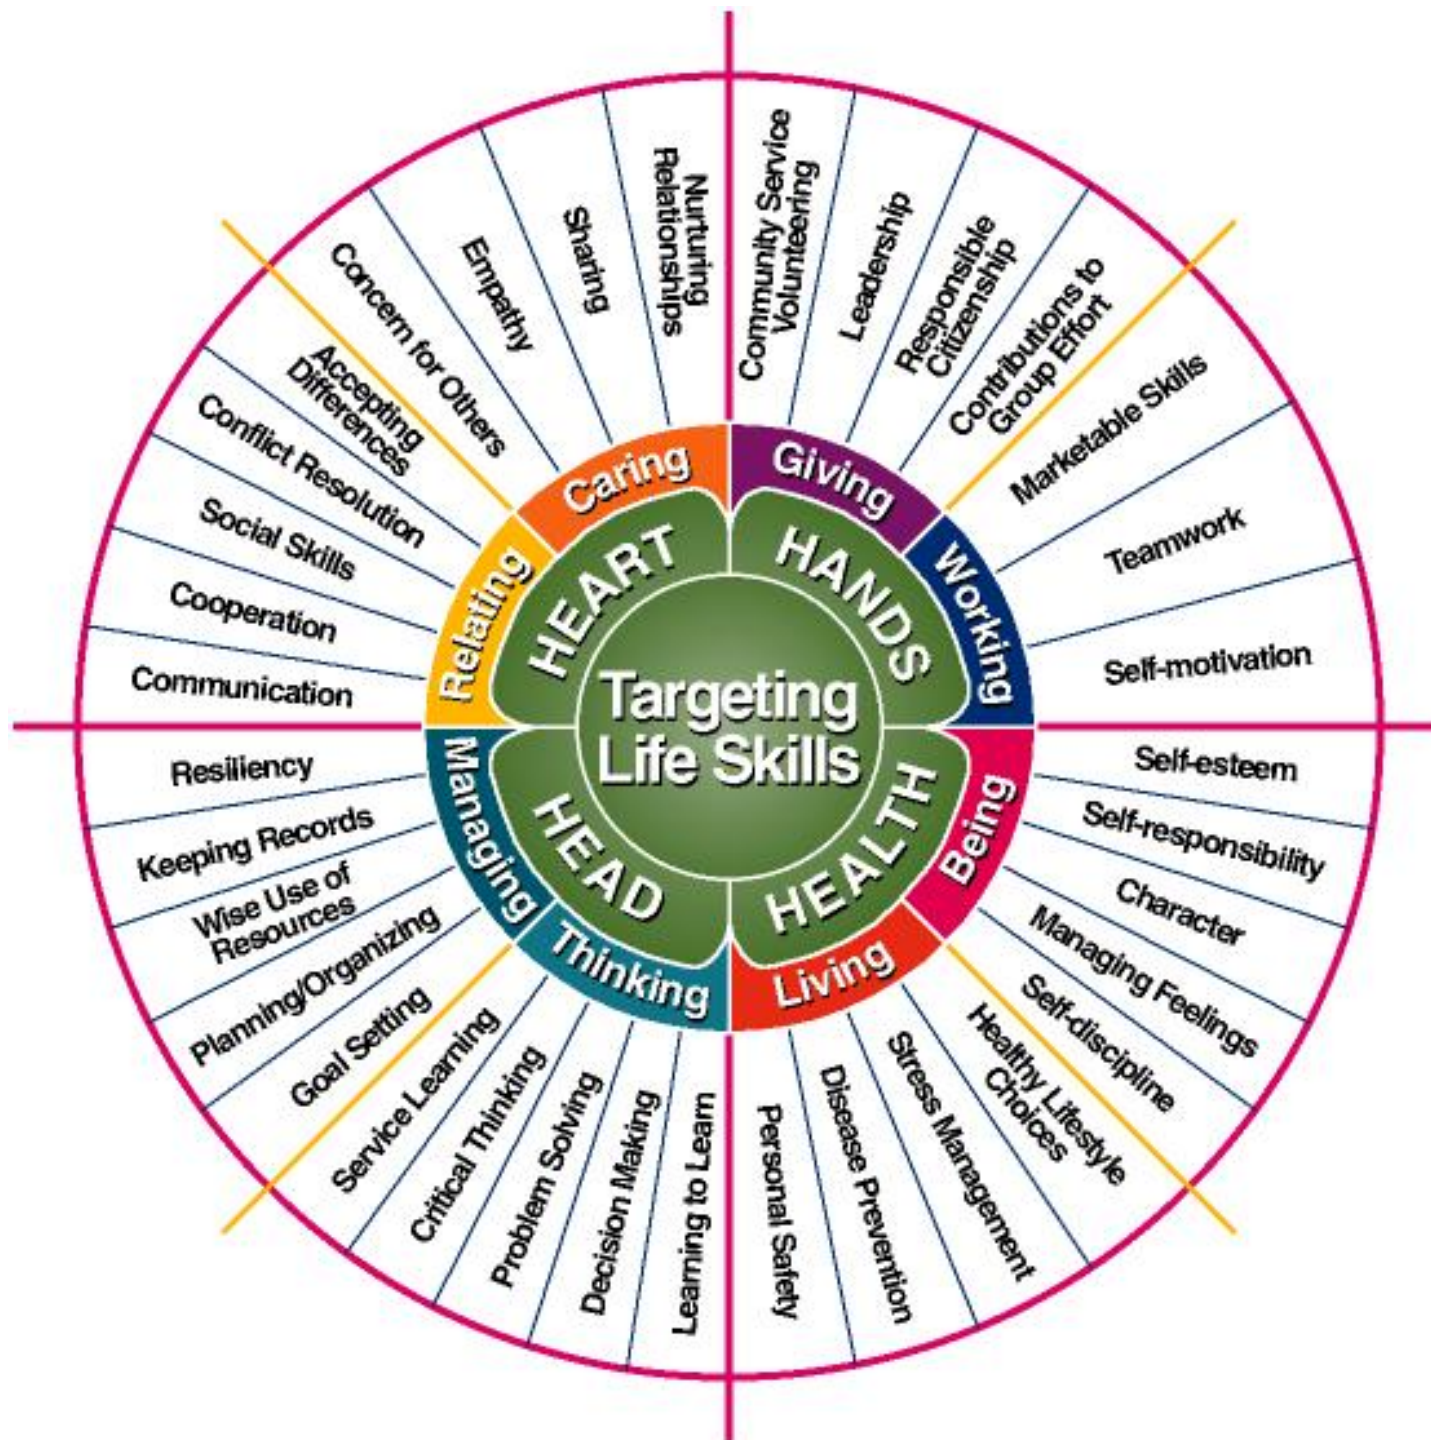 Targeting
Life Skills
HEART
HANDS
HEALTH
HEAD
Caring
Giving
Working
Being
Living
Thinking
Managing
Relating
Nurturing
Relationships
Sharing
Empathy
Concern for Others
Accepting
Differences
Conflict Resolution
Social Skills
Cooperation
Communication
Community Service
Volunteering
Leadership
Responsible
Citizenship
Contributions to
Group Effort
Marketable Skills
Teamwork
Self-motivation
Self-esteem
Self-responsibility
Character
Managing Feelings
Self-discipline
Healthy Lifestyle
Choices
Stress Management
Disease Prevention
Personal Safety
Learning to Learn
Decision Making
Problem Solving
Critical Thinking
Service Learning
Goal Setting
Planning/Organizing
Wise Use of
Resources
Keeping Records
Resiliency